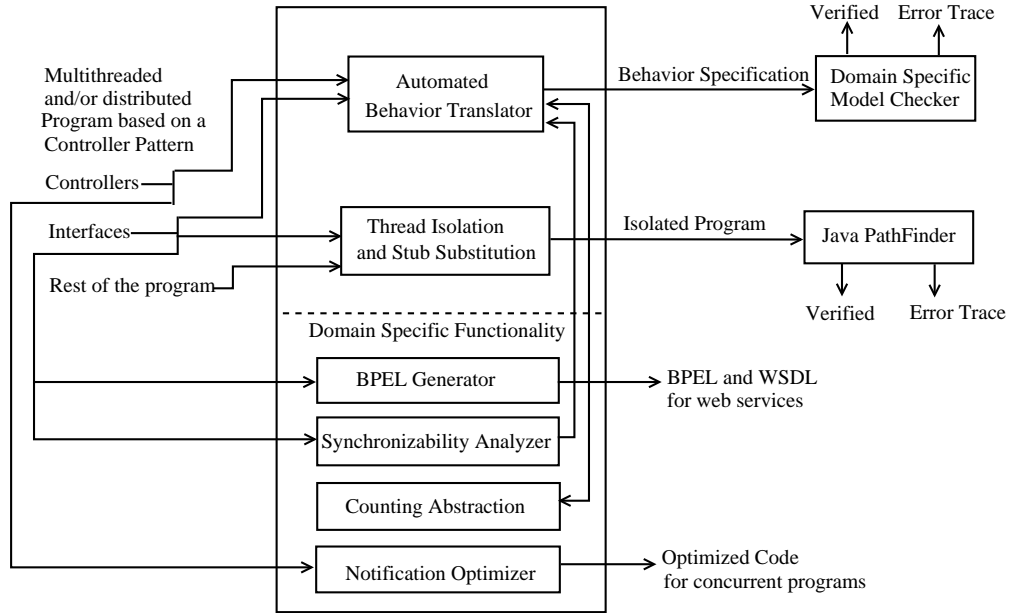 Verified
Error Trace
Multithreaded
and/or distributed
Program based on a
Controller Pattern
Automated
Behavior Translator
Behavior Specification
Domain Specific
Model Checker
Controllers
Interfaces
Rest of the program
Thread Isolation
and Stub Substitution
Isolated Program
Java PathFinder
Verified
Error Trace
Domain Specific Functionality
BPEL Generator
BPEL and WSDL
for web services
Synchronizability Analyzer
Counting Abstraction
Notification Optimizer
Optimized Code
for concurrent programs